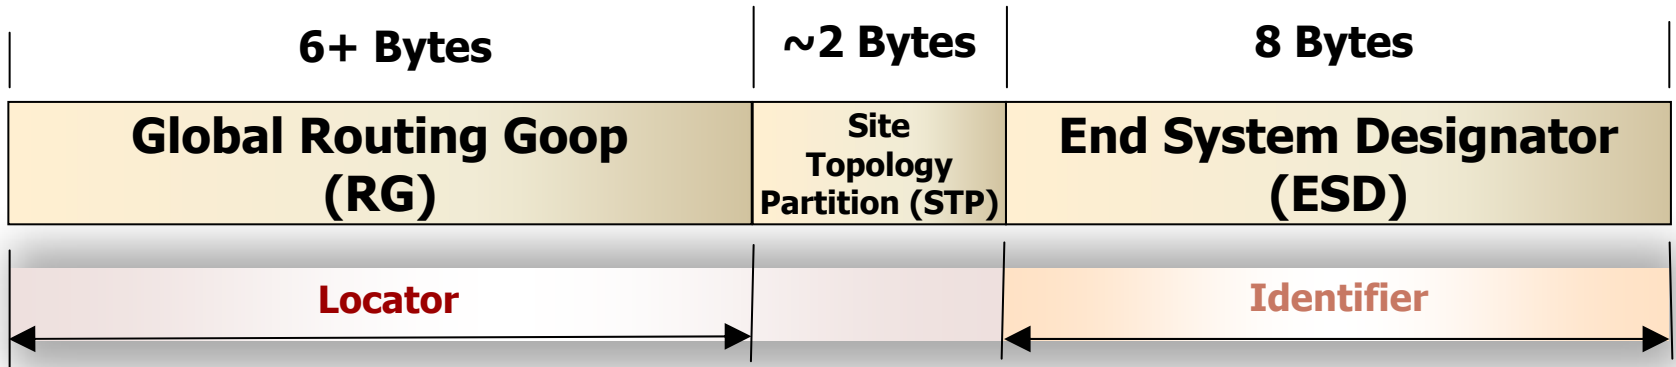 6+ Bytes
~2 Bytes
8 Bytes
Global Routing Goop
(RG)
Site
Topology
Partition (STP)
End System Designator
(ESD)
Locator
Identifier